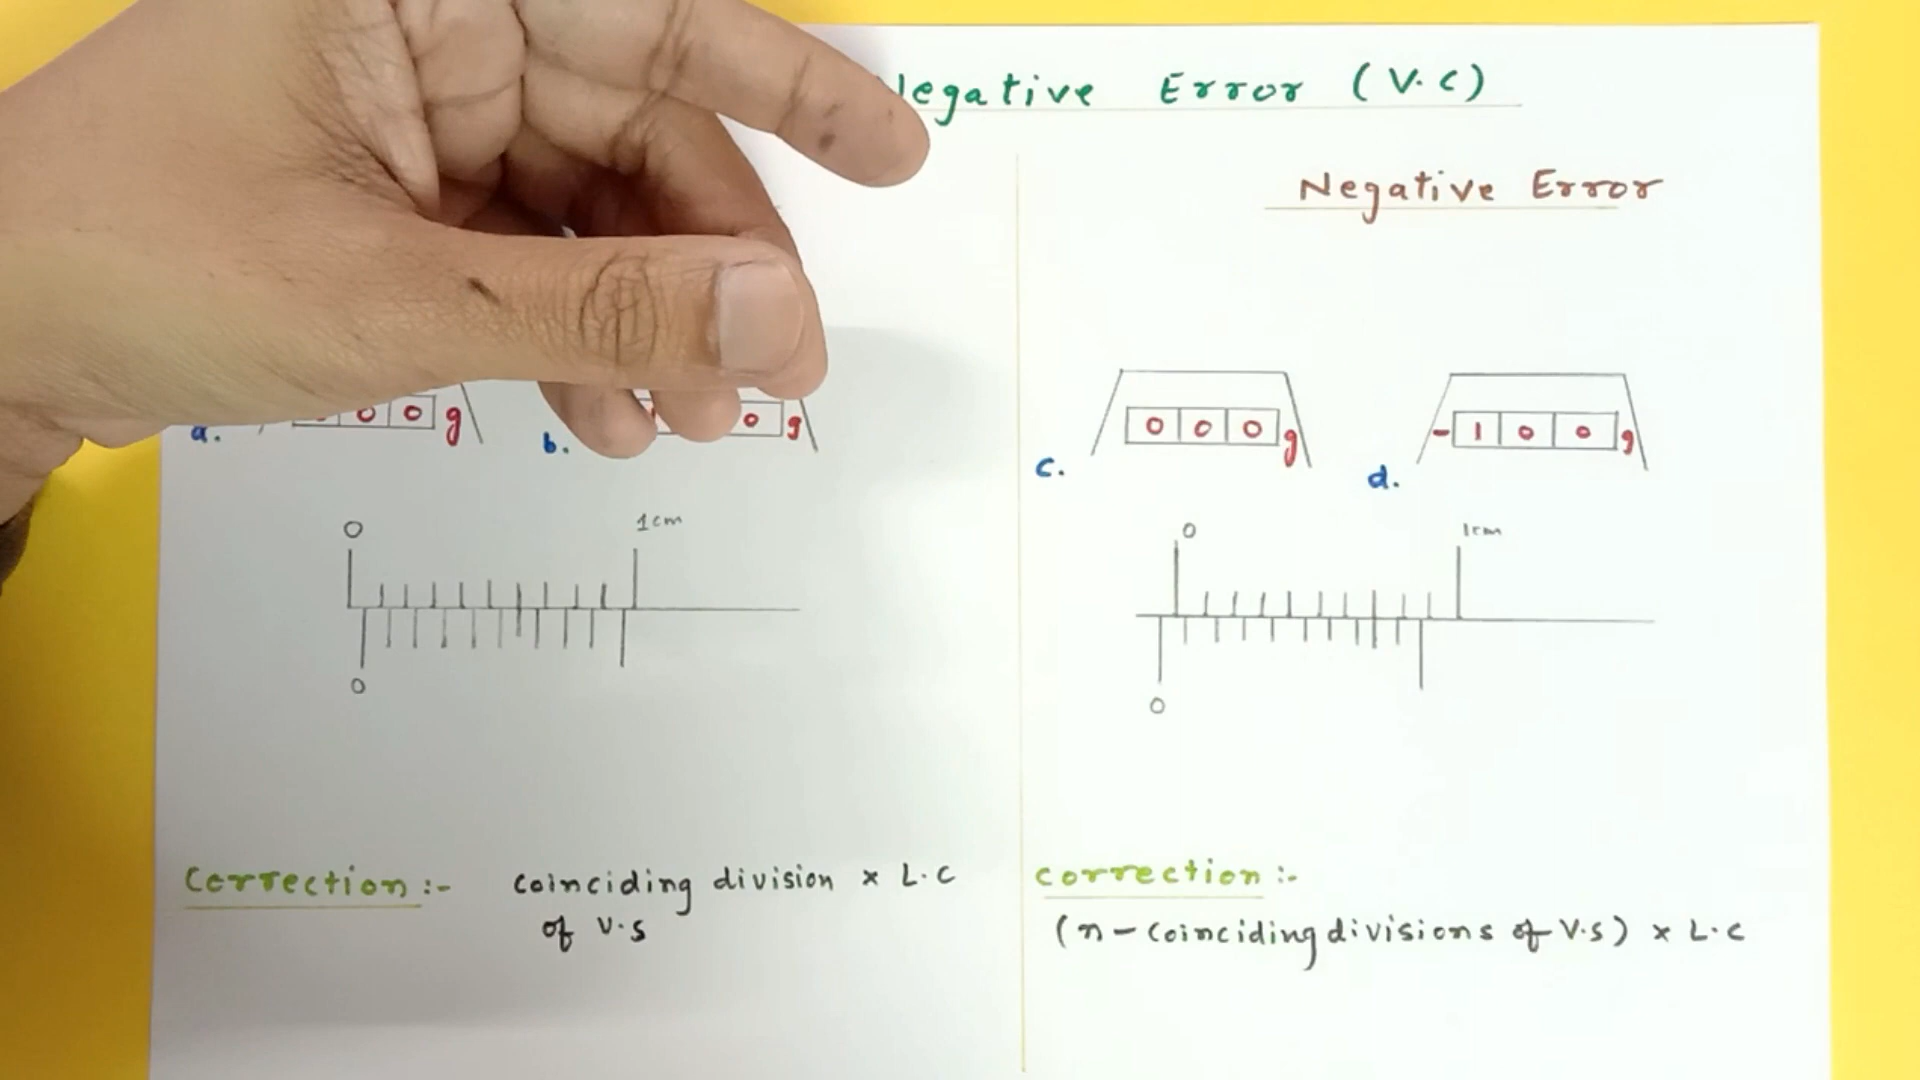 Negative Error (V.C)
Negative Error
a. 0 0 g
b. 0 g
c. 0 0 0 g
d. -1 0 0 g
0 1cm
0
0 1cm
0
Correction :- coinciding division x L.C
of V.S
correction :-
(n - coinciding divisions of V.S) x L.C